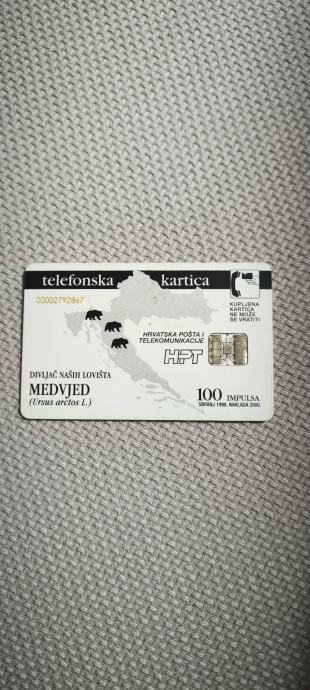 telefonska kartica
00002792867
KUPLJENA
KARTICA
NE MOŽE
SE VRATITI
HRVATSKA POŠTA I
TELEKOMUNIKACIJE
HPT
DIVLJAČ NAŠIH LOVIŠTA
MEDVJED
(Ursus arctos L.)
100 IMPULSA
SRPANJ 1998. NAKLADA 2000